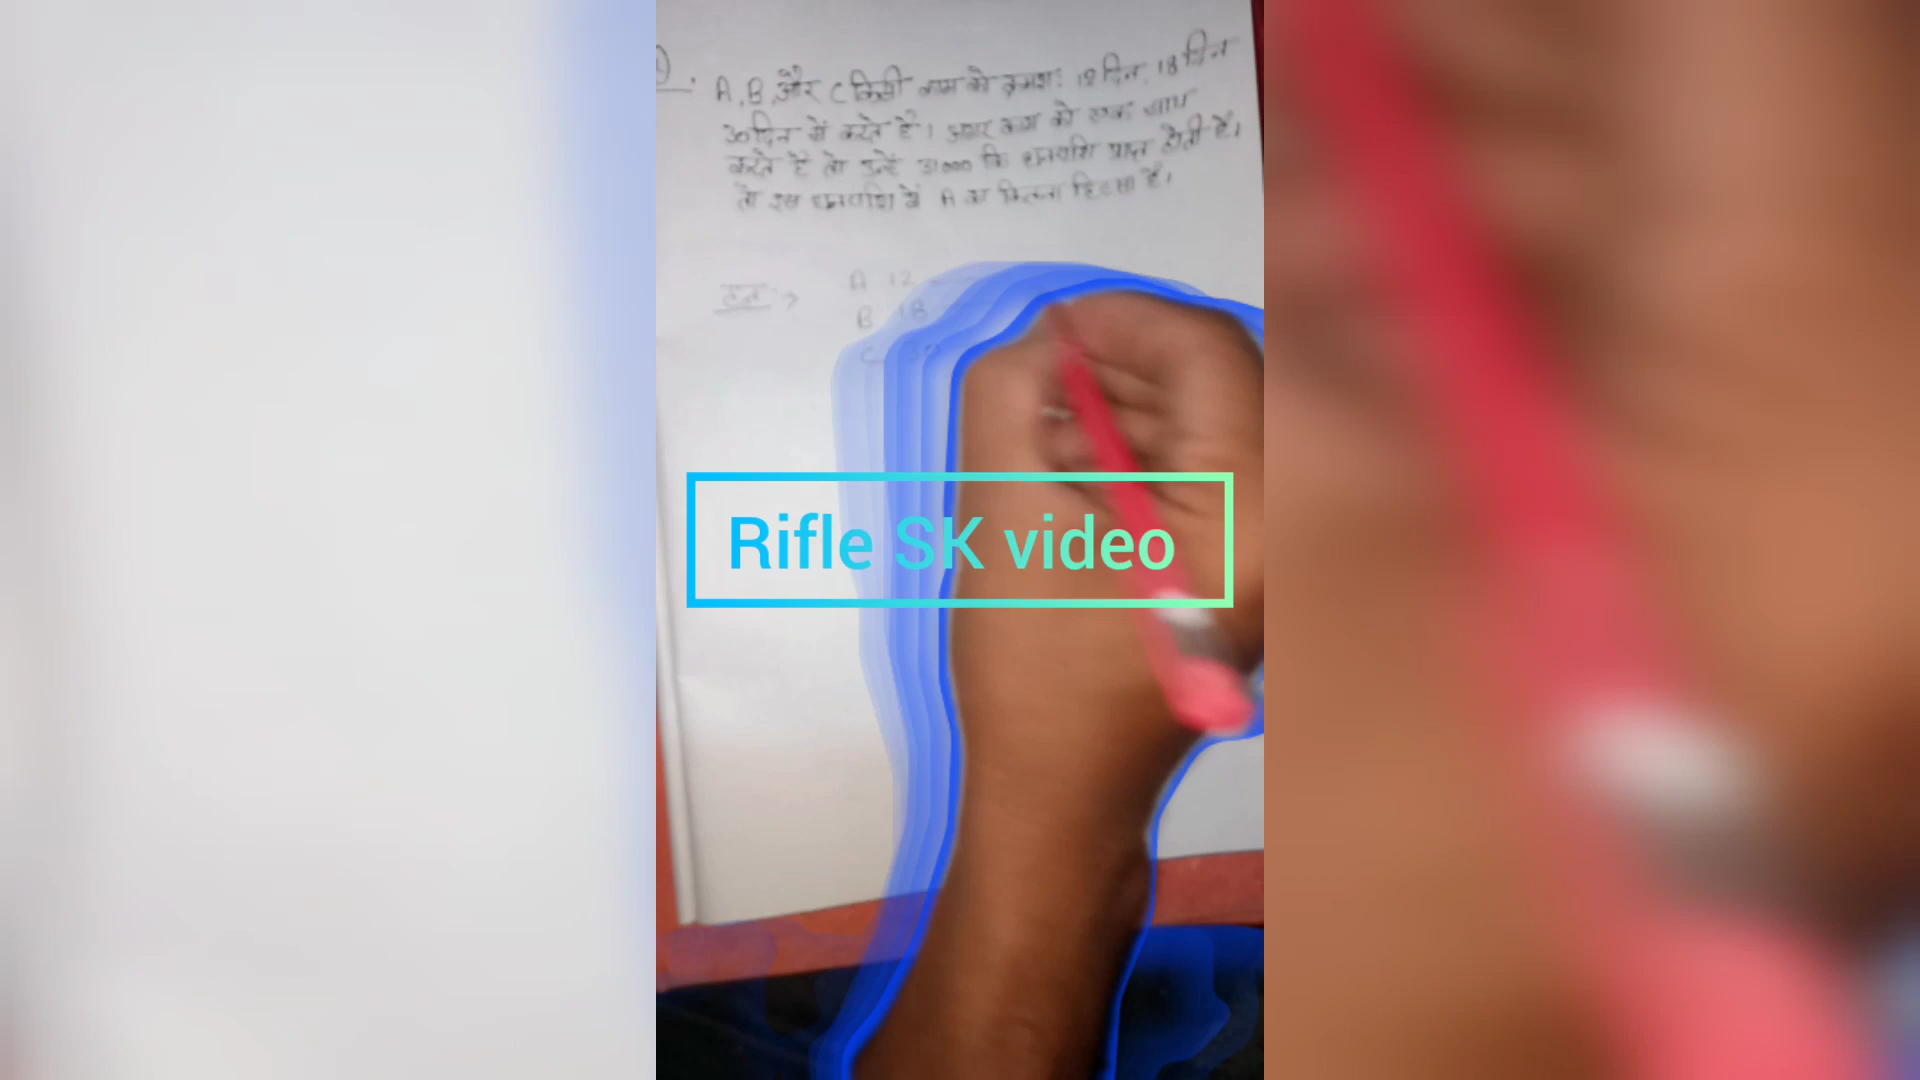 A, B, और C किसी काम को क्रमश: 12 दिन, 18 दिन
30 दिन में करते है। अगर काम को एक साथ
करते है तो उन्हें 31000 कि धनराशि प्राप्त होती हैं।
तो इस धनराशि में A का कितना हिस्सा हैं।
हल →
A 12
B 18
C 30
Rifle SK video